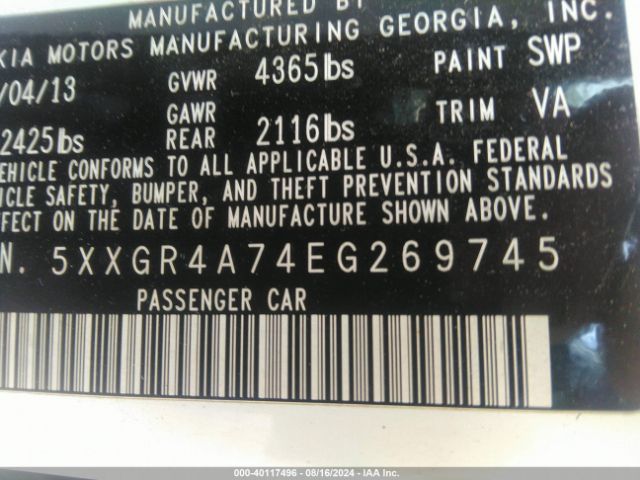 MANUFACTURED BY
KIA MOTORS MANUFACTURING GEORGIA, INC.
/04/13 GVWR 4365lbs PAINT SWP
2425lbs GAWR REAR 2116lbs TRIM VA
EHICLE CONFORMS TO ALL APPLICABLE U.S.A. FEDERAL
ICLE SAFETY, BUMPER, AND THEFT PREVENTION STANDARDS
FFECT ON THE DATE OF MANUFACTURE SHOWN ABOVE.
N. 5XXGR4A74EG269745
PASSENGER CAR
000-40117496 - 08/16/2024 - IAA Inc.